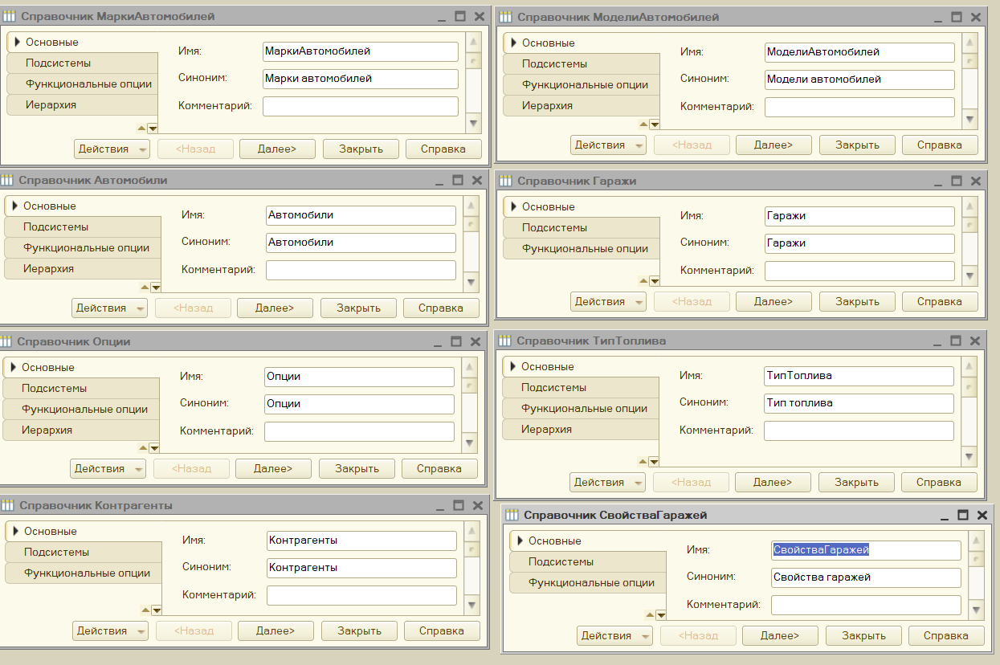 Справочник МаркиАвтомобилей
Основные
Подсистемы
Функциональные опции
Иерархия
Имя: МаркиАвтомобилей
Синоним: Марки автомобилей
Комментарий:
Действия <Назад Далее> Закрыть Справка
Справочник МоделиАвтомобилей
Основные
Подсистемы
Функциональные опции
Иерархия
Имя: МоделиАвтомобилей
Синоним: Модели автомобилей
Комментарий:
Действия <Назад Далее> Закрыть Справка
Справочник Автомобили
Основные
Подсистемы
Функциональные опции
Иерархия
Имя: Автомобили
Синоним: Автомобили
Комментарий:
Действия <Назад Далее> Закрыть Справка
Справочник Гаражи
Основные
Подсистемы
Функциональные опции
Имя: Гаражи
Синоним: Гаражи
Комментарий:
Действия <Назад Далее> Закрыть Справка
Справочник Опции
Основные
Подсистемы
Функциональные опции
Иерархия
Имя: Опции
Синоним: Опции
Комментарий:
Действия <Назад Далее> Закрыть Справка
Справочник ТипТоплива
Основные
Подсистемы
Функциональные опции
Иерархия
Имя: ТипТоплива
Синоним: Тип топлива
Комментарий:
Действия <Назад Далее> Закрыть Справка
Справочник Контрагенты
Основные
Подсистемы
Функциональные опции
Имя: Контрагенты
Синоним: Контрагенты
Комментарий:
Действия <Назад Далее> Закрыть Справка
Справочник СвойстваГаражей
Основные
Подсистемы
Функциональные опции
Имя: СвойстваГаражей
Синоним: Свойства гаражей
Комментарий:
Действия <Назад Далее> Закрыть Справка